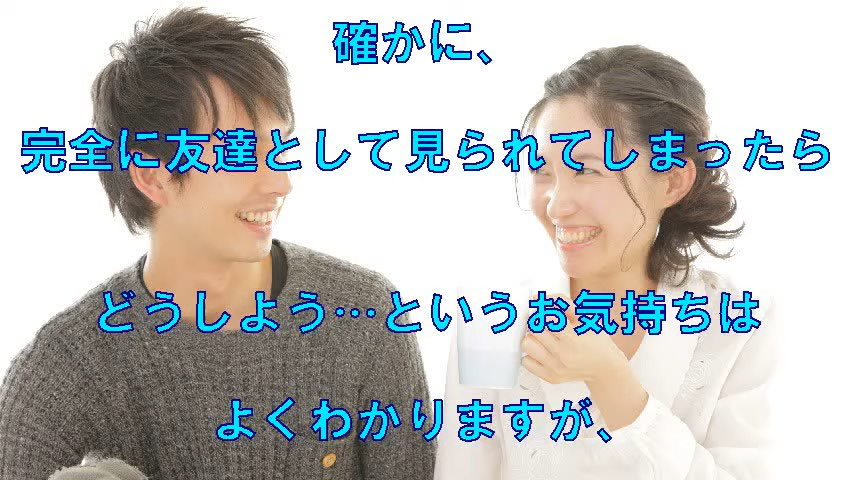 確かに、
完全に友達として見られてしまったら
どうしよう…というお気持ちは
よくわかりますが、